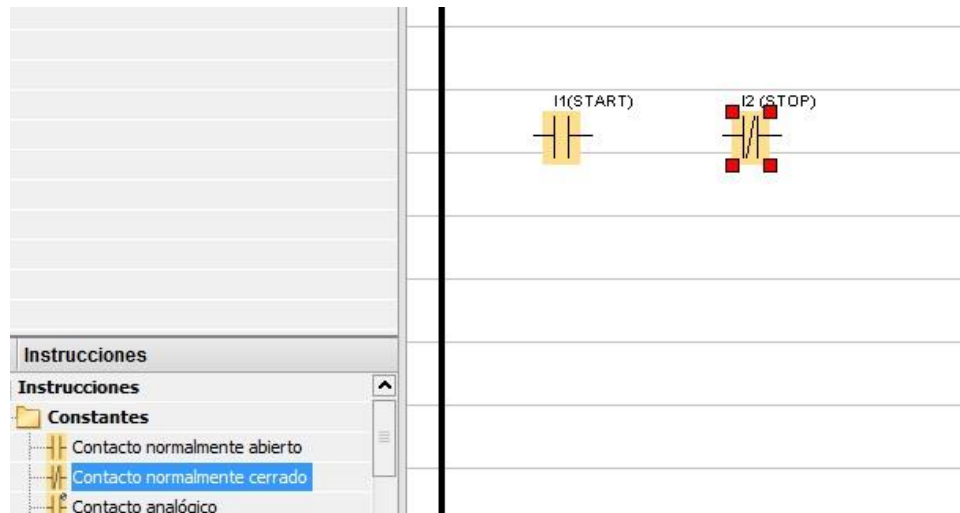 I1(START)
I2 (STOP)
Instrucciones
Instrucciones
Constantes
Contacto normalmente abierto
Contacto normalmente cerrado
Contacto analógico